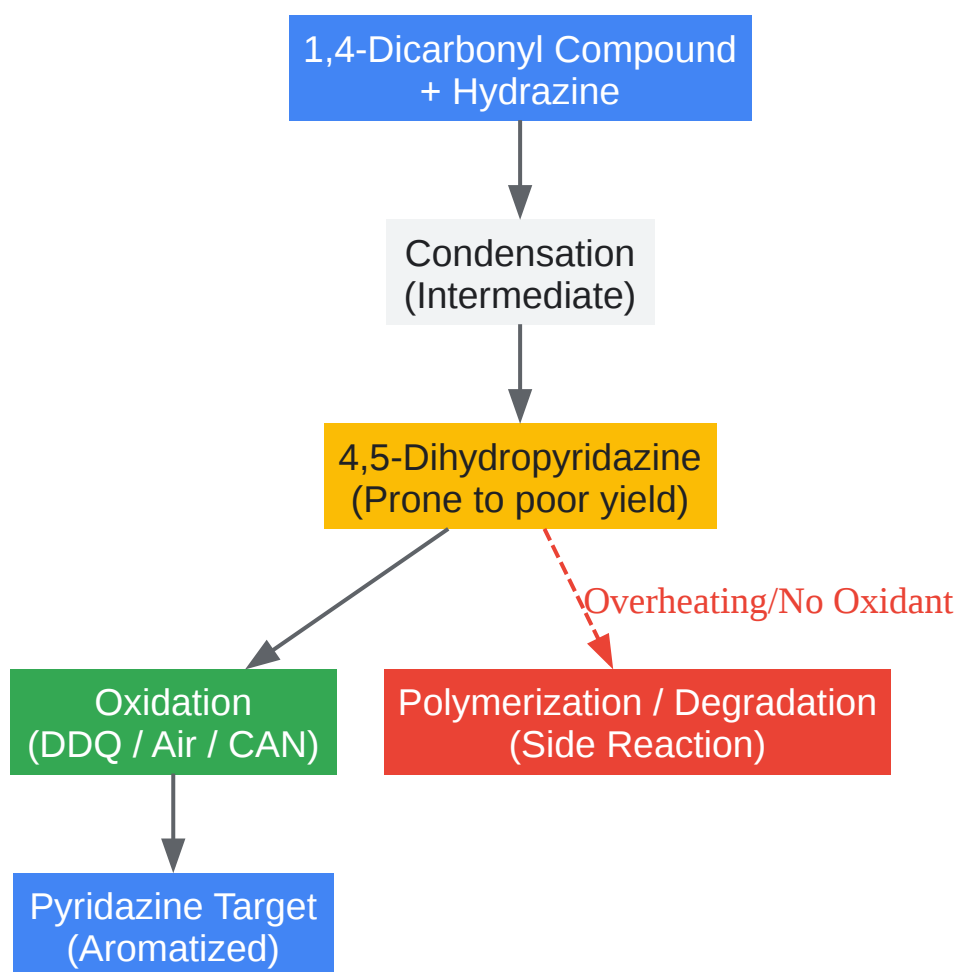 1,4-Dicarbonyl Compound
+ Hydrazine
Condensation
(Intermediate)
4,5-Dihydropyridazine
(Prone to poor yield)
Overheating/No Oxidant
Oxidation
(DDQ / Air / CAN)
Polymerization / Degradation
(Side Reaction)
Pyridazine Target
(Aromatized)